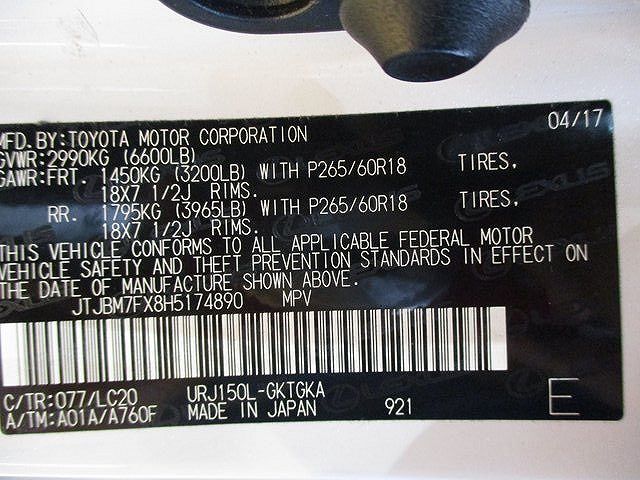 04/17
MFD. BY:TOYOTA MOTOR CORPORATION
GVWR:2990KG (6600LB)
GAWR:FRT. 1450KG (3200LB) WITH P265/60R18 TIRES,
18X7 1/2J RIMS.
RR. 1795KG (3965LB) WITH P265/60R18 TIRES,
18X7 1/2J RIMS.
THIS VEHICLE CONFORMS TO ALL APPLICABLE FEDERAL MOTOR
VEHICLE SAFETY AND THEFT PREVENTION STANDARDS IN EFFECT ON
THE DATE OF MANUFACTURE SHOWN ABOVE.
JTJBM7FX8H5174890 MPV
C/TR:077/LC20 URJ150L-GKTGKA
A/TM:A01A/A760F MADE IN JAPAN 921 E
LEXUS